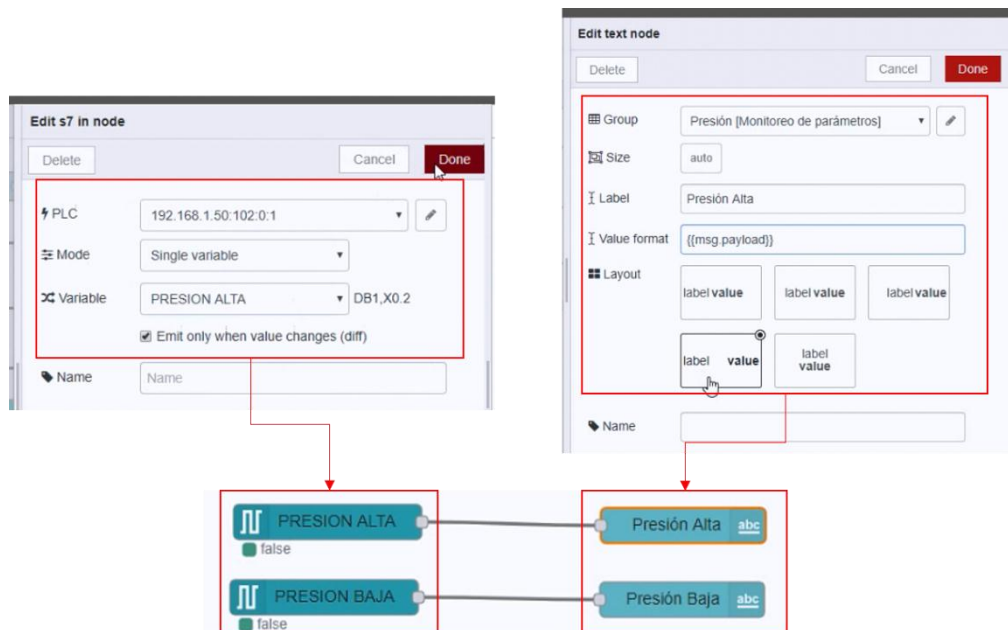 Edit s7 in node
Delete Cancel Done
PLC 192.168.1.50:102:0:1
Mode Single variable
Variable PRESION ALTA DB1,X0.2
Emit only when value changes (diff)
Name Name
Edit text node
Delete Cancel Done
Group Presión [Monitoreo de parámetros]
Size auto
Label Presión Alta
Value format {{msg.payload}}
Layout
label value label value label value
label value label
value
Name
PRESION ALTA Presión Alta abc
false
PRESION BAJA Presión Baja abc
false